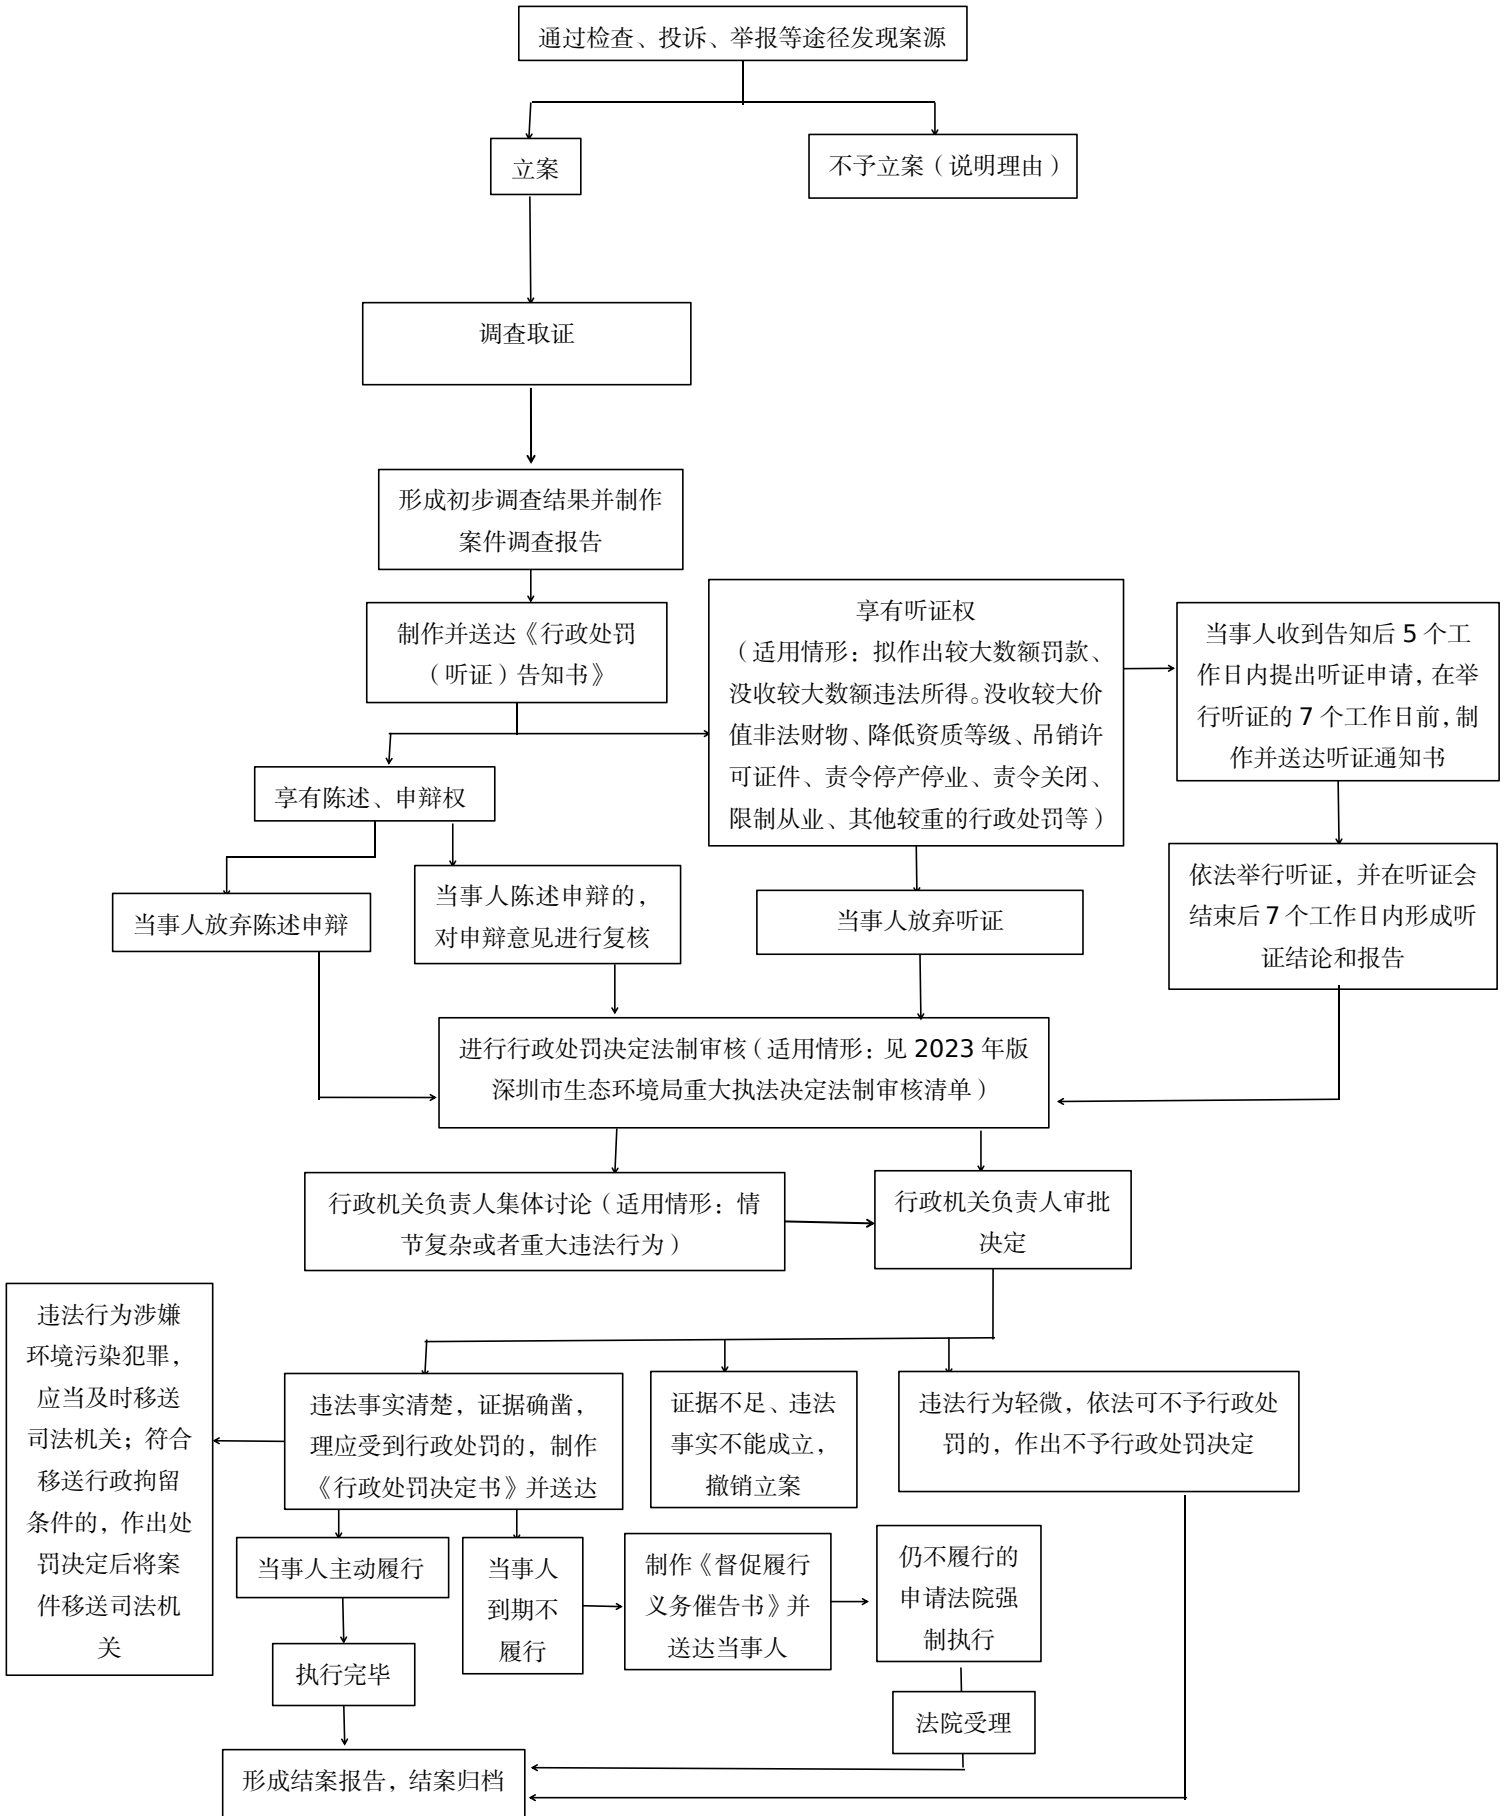 通过检查、投诉、举报等途径发现案源
立案
不予立案（说明理由）
调查取证
形成初步调查结果并制作
案件调查报告
制作并送达《行政处罚
（听证）告知书》
享有听证权
（适用情形：拟作出较大数额罚款、
没收较大数额违法所得。没收较大价
值非法财物、降低资质等级、吊销许
可证件、责令停产停业、责令关闭、
限制从业、其他较重的行政处罚等）
当事人收到告知后 5 个工
作日内提出听证申请，在举
行听证的 7 个工作日前，制
作并送达听证通知书
享有陈述、申辩权
当事人放弃陈述申辩
当事人陈述申辩的，
对申辩意见进行复核
当事人放弃听证
依法举行听证，并在听证会
结束后 7 个工作日内形成听
证结论和报告
进行行政处罚决定法制审核（适用情形：见 2023 年版
深圳市生态环境局重大执法决定法制审核清单）
行政机关负责人集体讨论（适用情形：情
节复杂或者重大违法行为）
行政机关负责人审批
决定
违法行为涉嫌
环境污染犯罪，
应当及时移送
司法机关；符合
移送行政拘留
条件的，作出处
罚决定后将案
件移送司法机
关
违法事实清楚，证据确凿，
理应受到行政处罚的，制作
《行政处罚决定书》并送达
证据不足、违法
事实不能成立，
撤销立案
违法行为轻微，依法可不予行政处
罚的，作出不予行政处罚决定
当事人主动履行
当事人
到期不
履行
制作《督促履行
义务催告书》并
送达当事人
仍不履行的
申请法院强
制执行
执行完毕
法院受理
形成结案报告，结案归档